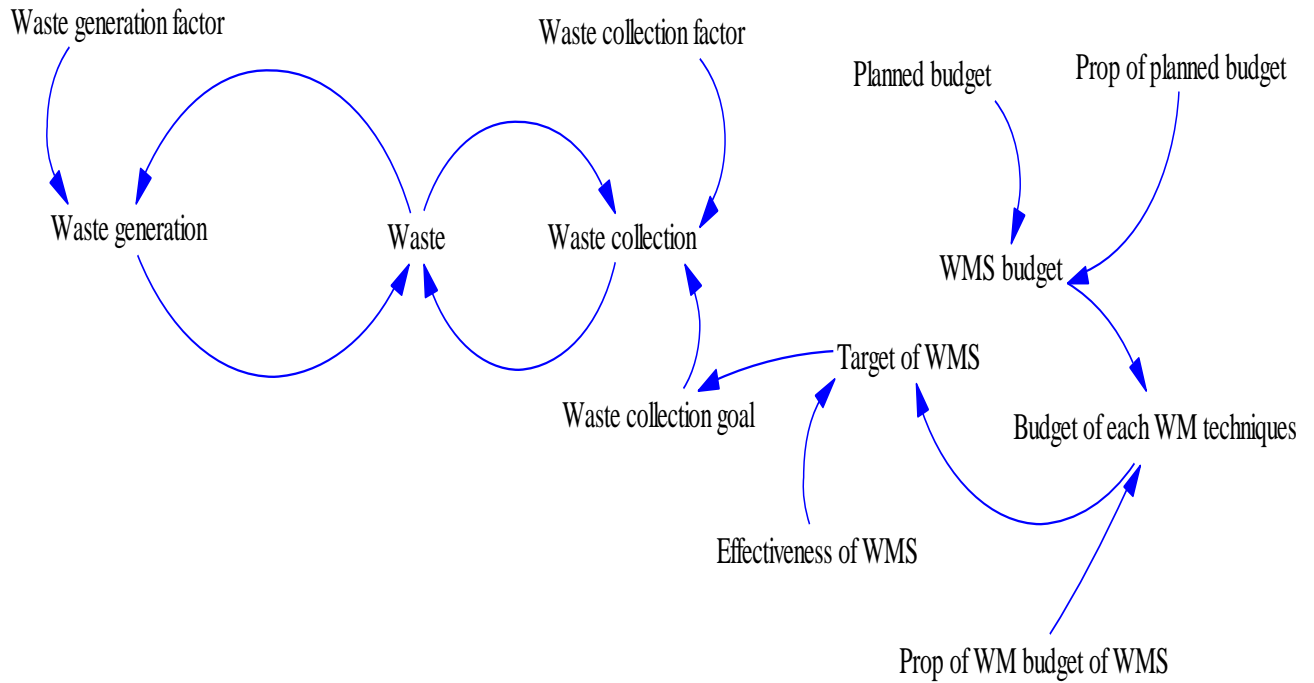 Waste generation factor
Waste collection factor
Planned budget
Prop of planned budget
Waste generation
Waste
Waste collection
WMS budget
Target of WMS
Waste collection goal
Budget of each WM techniques
Effectiveness of WMS
Prop of WM budget of WMS